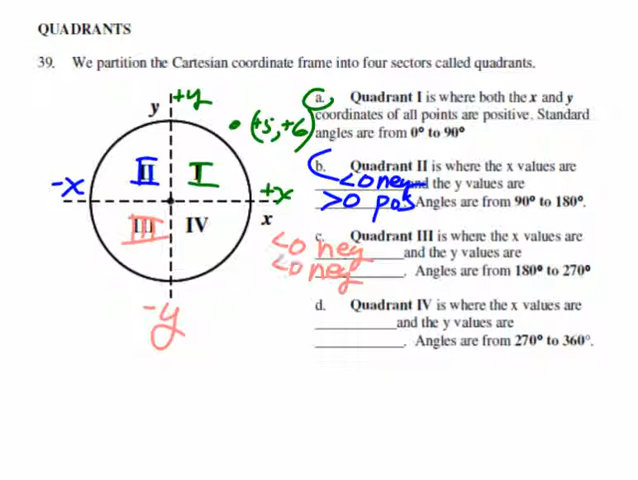 QUADRANTS
39. We partition the Cartesian coordinate frame into four sectors called quadrants.
y
+y
(+5, +6)
II
I
-x
+x
x
III
IV
-y
a. Quadrant I is where both the x and y
coordinates of all points are positive. Standard
angles are from 0° to 90°
b. Quadrant II is where the x values are
<0 neg and the y values are
>0 pos Angles are from 90° to 180°.
c. Quadrant III is where the x values are
<0 neg and the y values are
<0 neg. Angles are from 180° to 270°
d. Quadrant IV is where the x values are
____________ and the y values are
____________. Angles are from 270° to 360°.